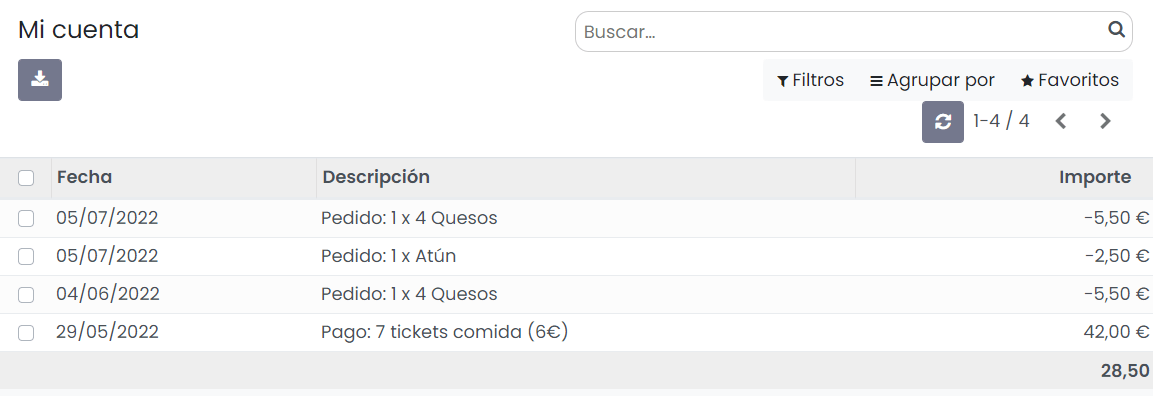 Mi cuenta
Buscar...
Filtros Agrupar por Favoritos
1-4 / 4
Fecha Descripción Importe
05/07/2022 Pedido: 1 x 4 Quesos -5,50 €
05/07/2022 Pedido: 1 x Atún -2,50 €
04/06/2022 Pedido: 1 x 4 Quesos -5,50 €
29/05/2022 Pago: 7 tickets comida (6€) 42,00 €
28,50